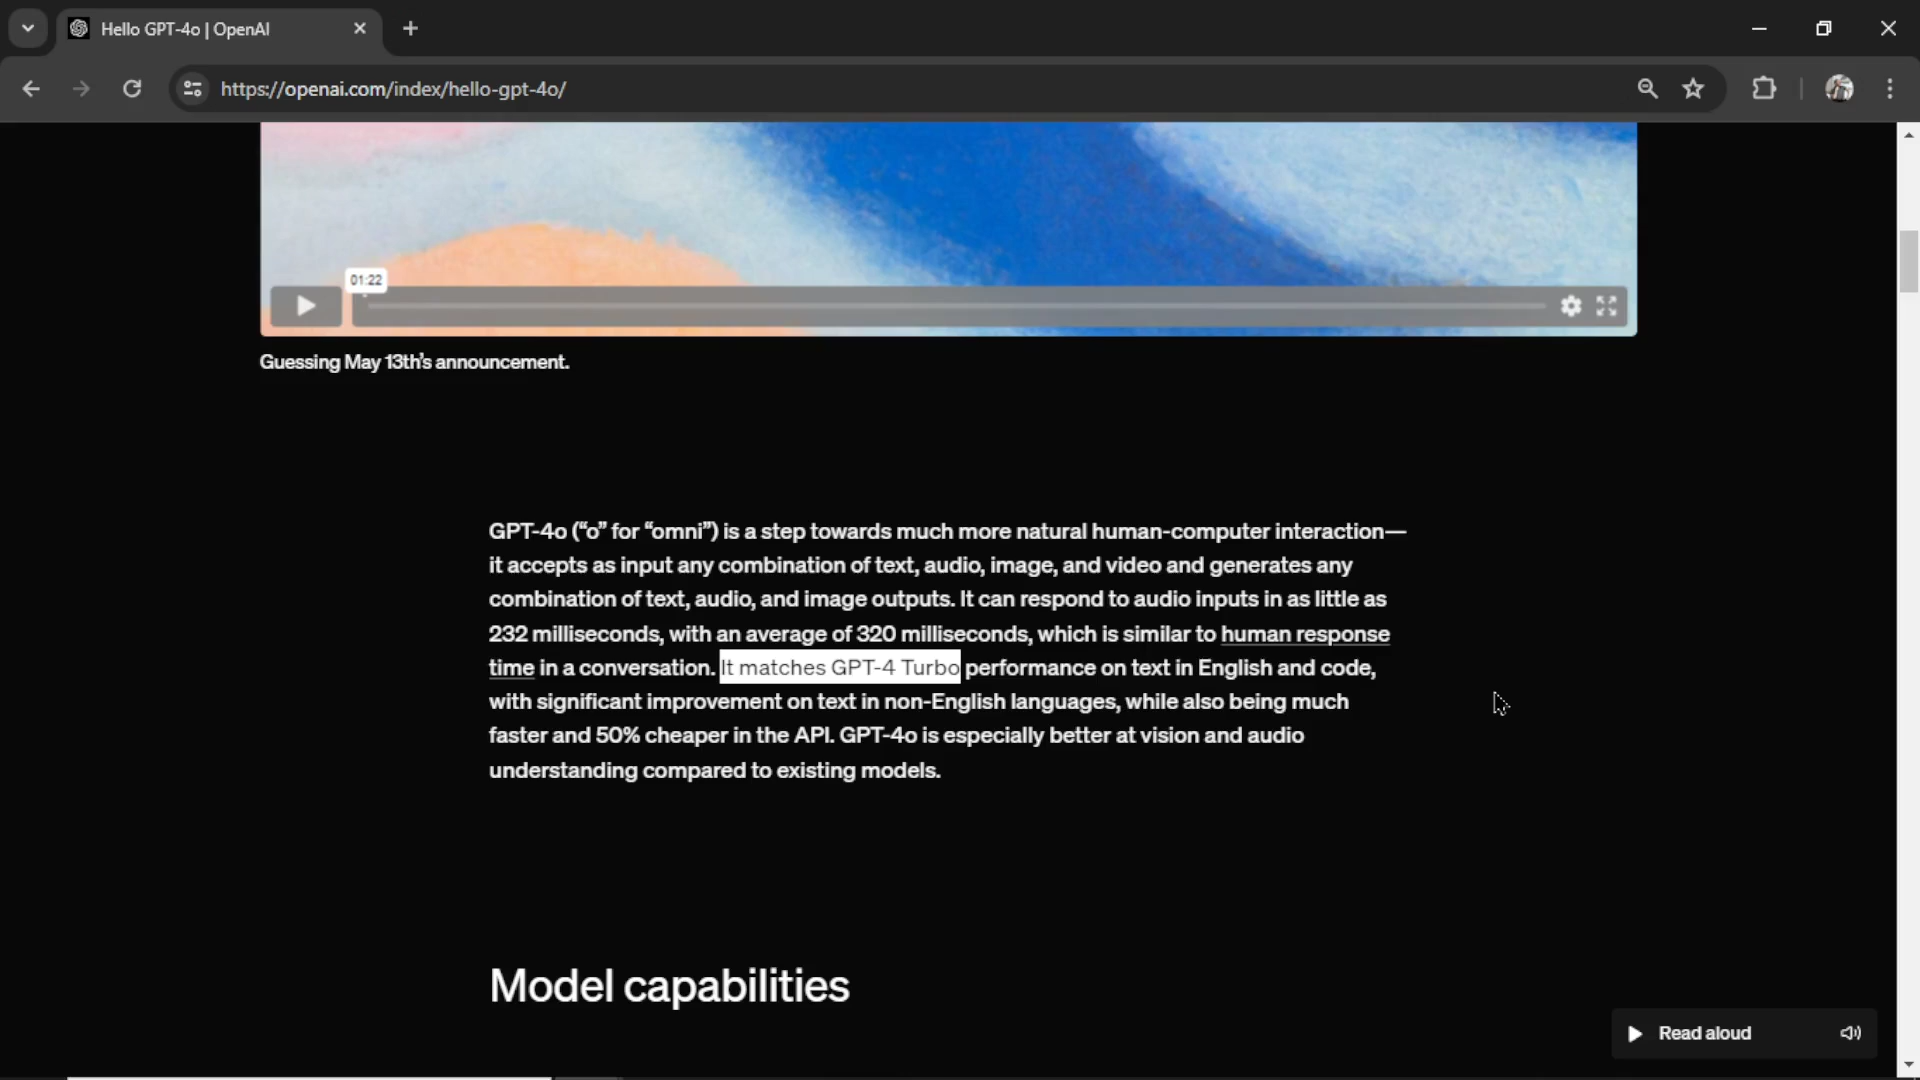 Hello GPT-4o | OpenAI
https://openai.com/index/hello-gpt-4o/
01:22
Guessing May 13th's announcement.
GPT-4o (“o” for “omni”) is a step towards much more natural human-computer interaction—
it accepts as input any combination of text, audio, image, and video and generates any
combination of text, audio, and image outputs. It can respond to audio inputs in as little as
232 milliseconds, with an average of 320 milliseconds, which is similar to human response
time in a conversation. It matches GPT-4 Turbo performance on text in English and code,
with significant improvement on text in non-English languages, while also being much
faster and 50% cheaper in the API. GPT-4o is especially better at vision and audio
understanding compared to existing models.
Model capabilities
Read aloud